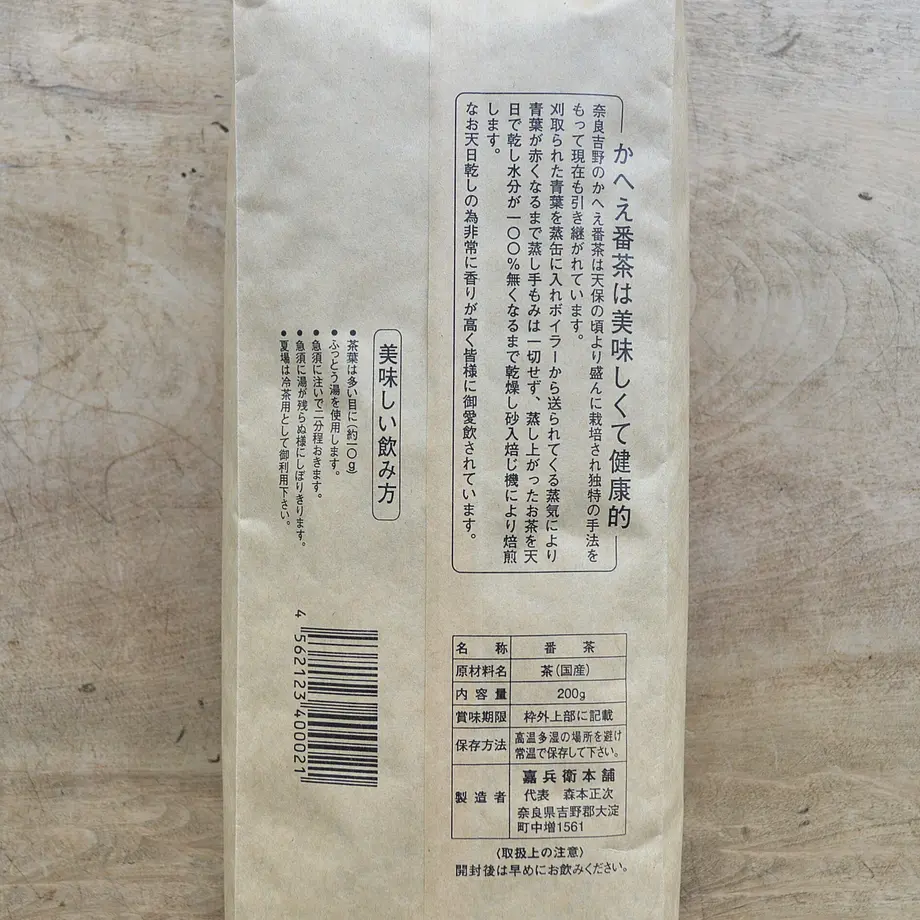 かへえ番茶は美味しくて健康的
奈良吉野のかへえ番茶は天保の頃より盛んに栽培され独特の手法を
もって現在も引き継がれています。
刈取られた青葉を蒸缶に入れボイラーから送られてくる蒸気により
青葉が赤くなるまで蒸し手もみは一切せず、蒸し上がったお茶を天
日で乾し水分が一〇〇%無くなるまで乾燥し砂入焙じ機により焙煎
します。
なお天日乾しの為非常に香りが高く皆様に御愛飲されています。
美味しい飲み方
●茶葉は多い目に(約一〇g)
●ふっとう湯を使用します。
●急須に注いで二分程おきます。
●急須に湯が残らぬ様にしぼりきります。
●夏場は冷茶用として御利用下さい。
4 562123 400021
名称 番茶
原材料名 茶(国産)
内容量 200g
賞味期限 枠外上部に記載
保存方法 高温多湿の場所を避け
常温で保存して下さい。
製造者 嘉兵衛本舗
代表 森本正次
奈良県吉野郡大淀
町中増1561
〈取扱上の注意〉
開封後は早めにお飲みください。